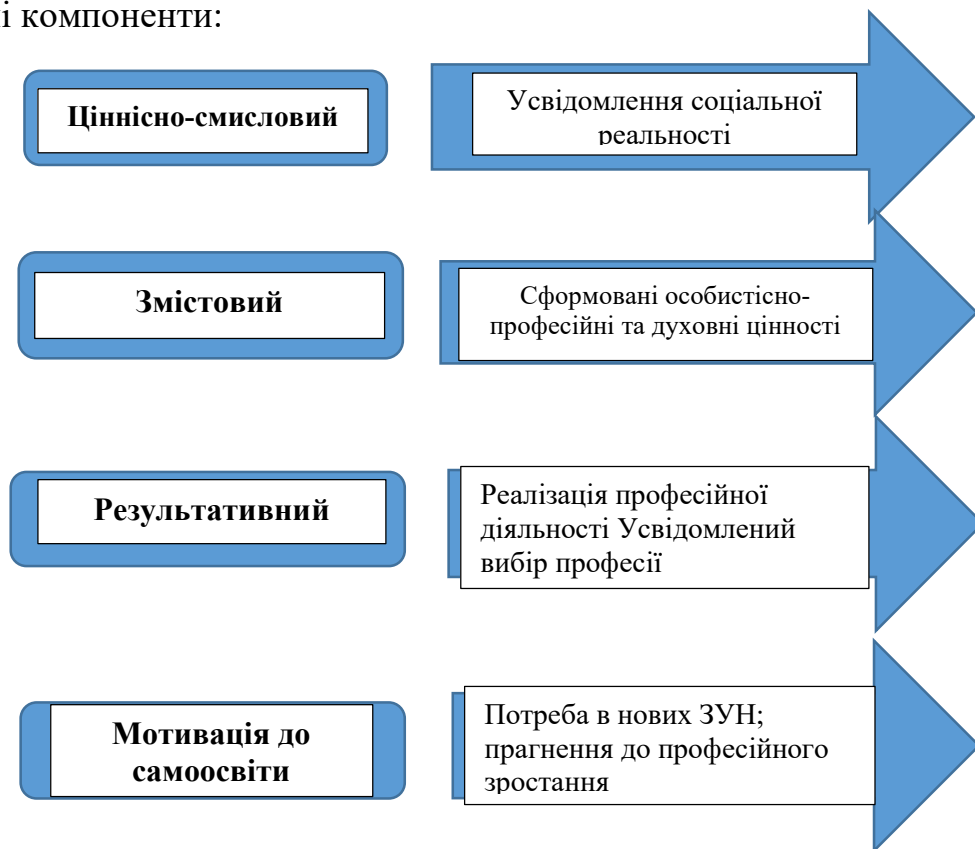 і компоненти:
Ціннісно-смисловий
Усвідомлення соціальної
реальності
Змістовий
Сформовані особистісно-
професійні та духовні цінності
Результативний
Реалізація професійної
діяльності Усвідомлений
вибір професії
Мотивація до
самоосвіти
Потреба в нових ЗУН;
прагнення до професійного
зростання